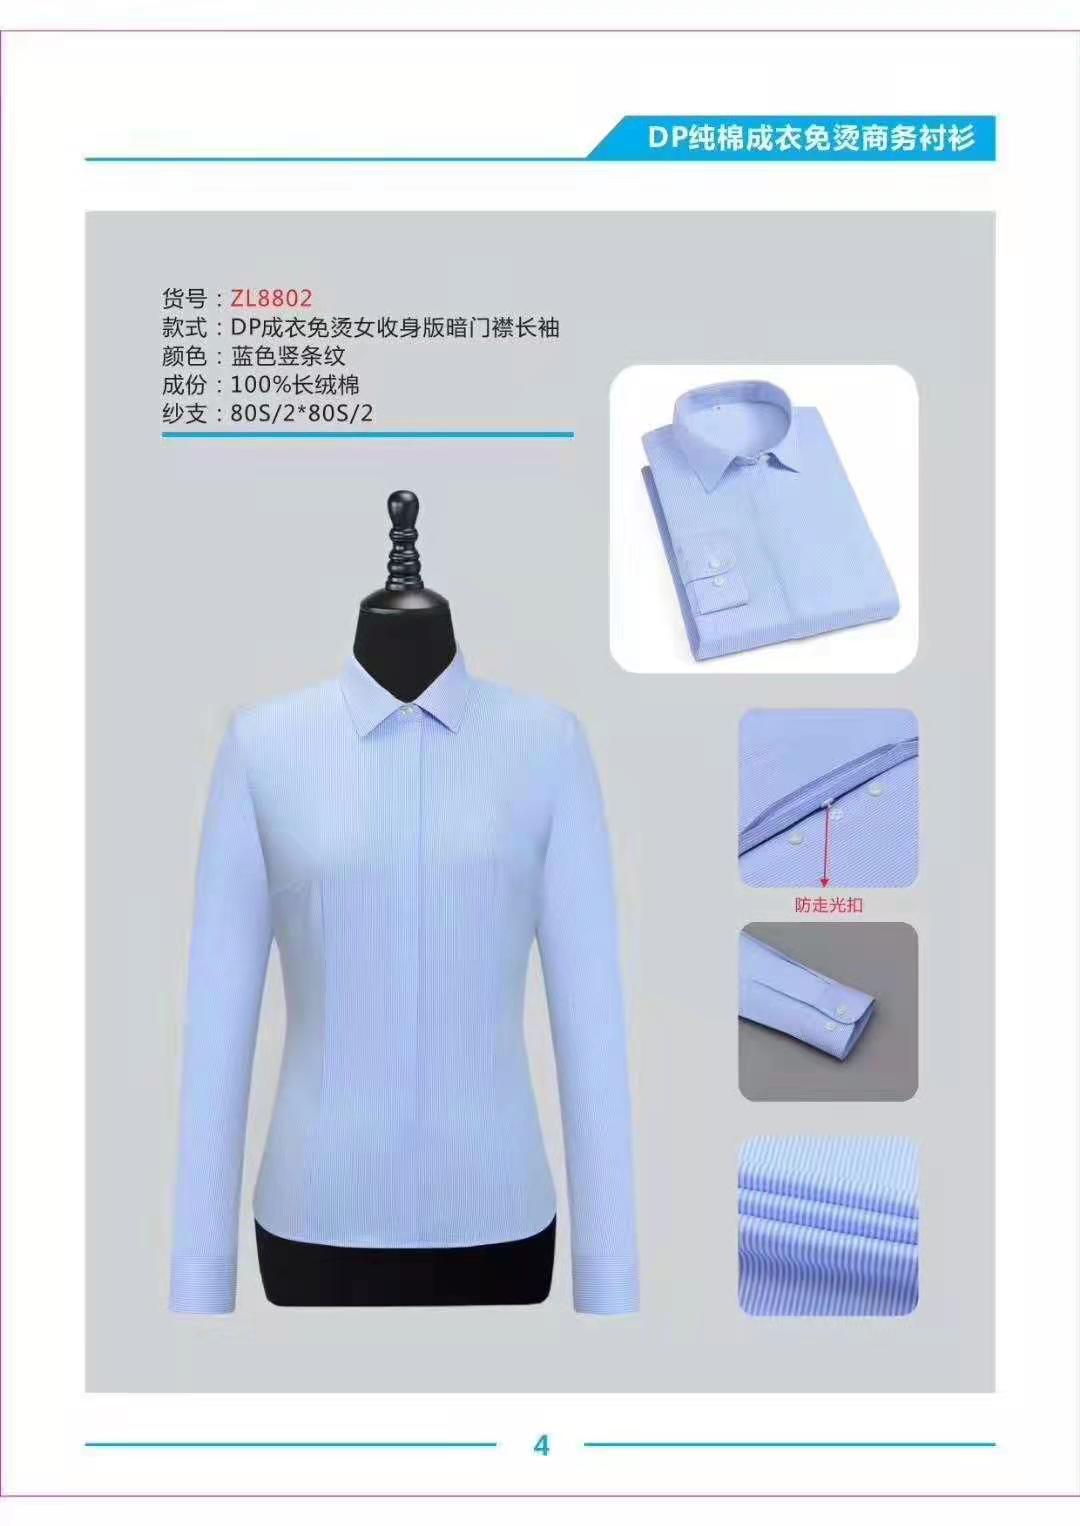 DP纯棉成衣免烫商务衬衫
货号：ZL8802
款式：DP成衣免烫女收身版暗门襟长袖
颜色：蓝色竖条纹
成份：100%长绒棉
纱支：80S/2*80S/2
防走光扣
4